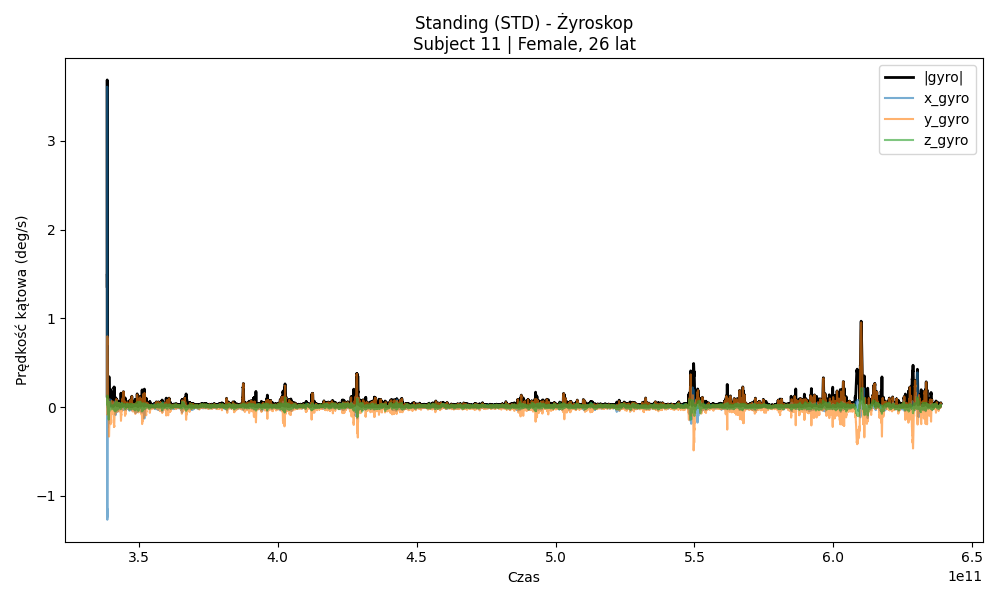 Standing (STD) - Żyroskop
Subject 11 | Female, 26 lat
|gyro|
x_gyro
y_gyro
z_gyro
Prędkość kątowa (deg/s)
3
2
1
0
−1
3.5
4.0
4.5
5.0
5.5
6.0
6.5
1e11
Czas